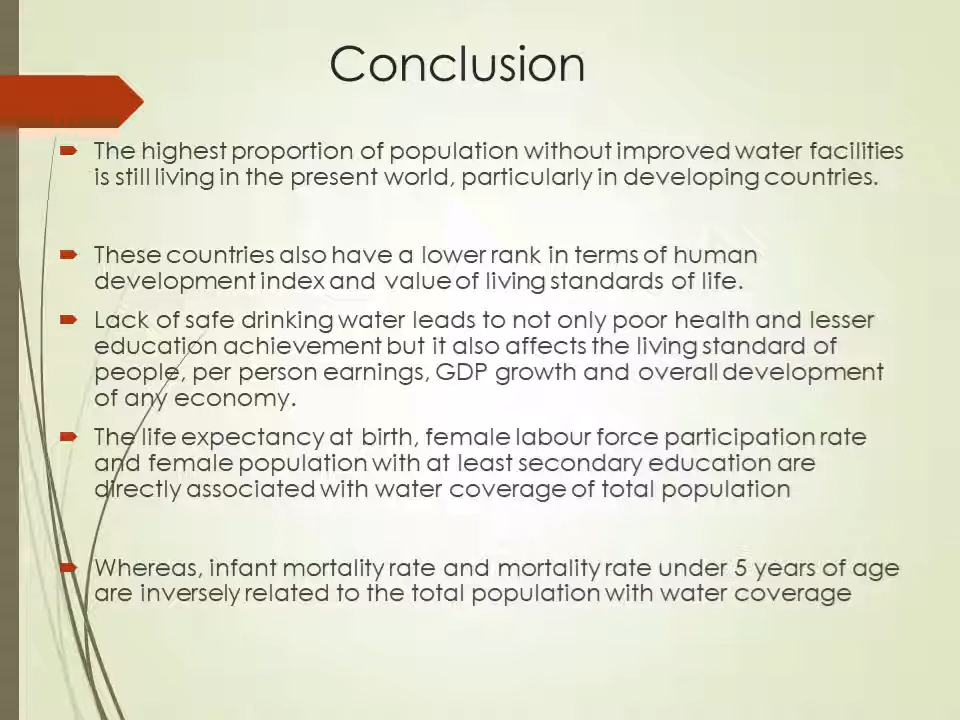 Conclusion
The highest proportion of population without improved water facilities
is still living in the present world, particularly in developing countries.
These countries also have a lower rank in terms of human
development index and value of living standards of life.
Lack of safe drinking water leads to not only poor health and lesser
education achievement but it also affects the living standard of
people, per person earnings, GDP growth and overall development
of any economy.
The life expectancy at birth, female labour force participation rate
and female population with at least secondary education are
directly associated with water coverage of total population
Whereas, infant mortality rate and mortality rate under 5 years of age
are inversely related to the total population with water coverage